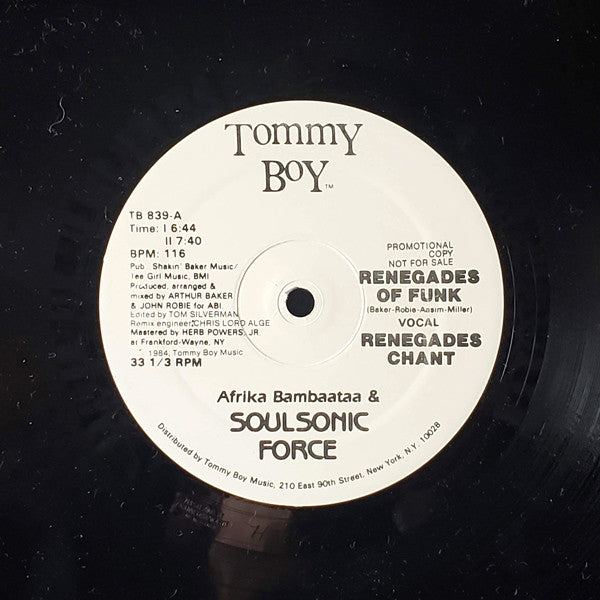 Tommy
Boy™
TB 839-A
Time: I 6:44
II 7:40
BPM: 116
Pub.: Shakin' Baker Music/
Tee Girl Music, BMI
Produced, arranged &
mixed by ARTHUR BAKER
& JOHN ROBIE for ABI
Edited by TOM SILVERMAN
Remix engineer: CHRIS LORD ALGE
Mastered by HERB POWERS, JR.
at Frankford-Wayne, NY
© 1984, Tommy Boy Music
33 1/3 RPM
PROMOTIONAL
COPY
NOT FOR SALE
RENEGADES
OF FUNK
(Baker-Robie-Aasim-Miller)
VOCAL
RENEGADES
CHANT
Afrika Bambaataa &
SOULSONIC
FORCE
Distributed by Tommy Boy Music, 210 East 90th Street, New York, N.Y. 10028